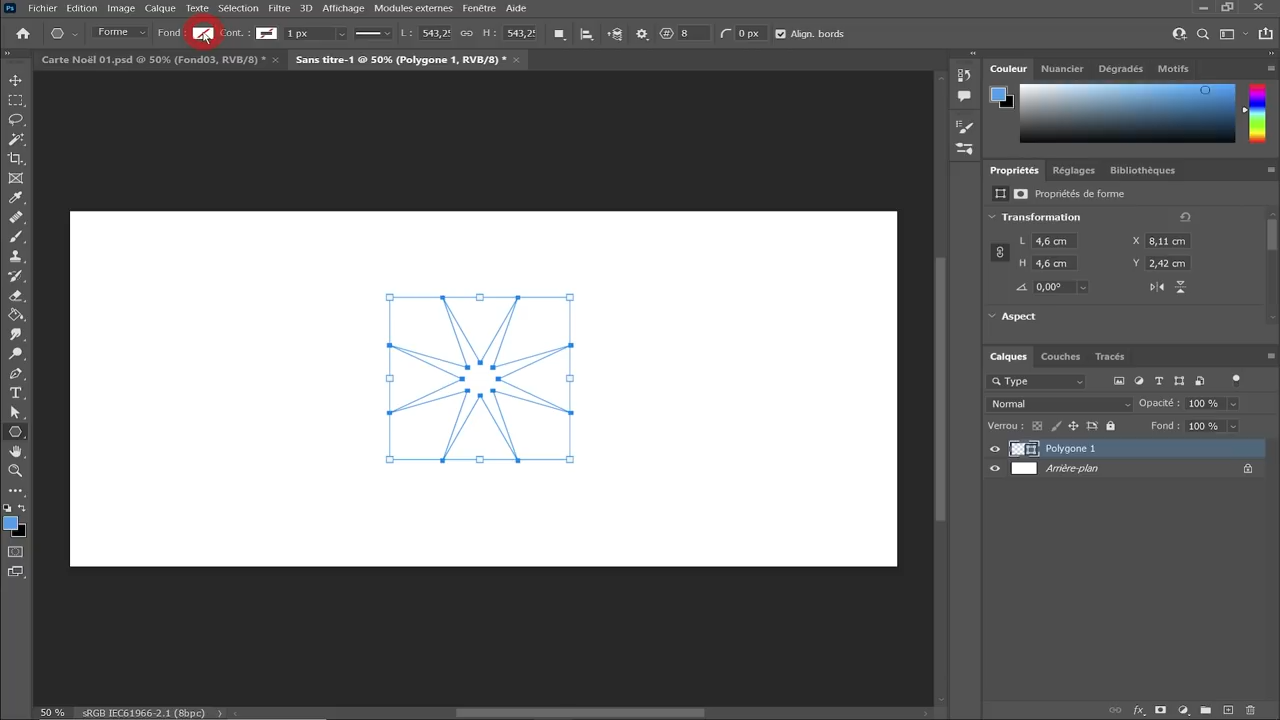 Ps Fichier Edition Image Calque Texte Sélection Filtre 3D Affichage Modules externes Fenêtre Aide
Forme Fond : Cont. : 1 px L : 543,25 H : 543,25 8 0 px Align. bords
Carte Noël 01.psd @ 50% (Fond03, RVB/8) * × Sans titre-1 @ 50% (Polygone 1, RVB/8) * ×
Couleur Nuancier Dégradés Motifs
Propriétés Réglages Bibliothèques
Propriétés de forme
Transformation
L 4,6 cm X 8,11 cm
H 4,6 cm Y 2,42 cm
0,00°
Aspect
Calques Couches Tracés
Type
Normal Opacité : 100 %
Verrou : Fond : 100 %
Polygone 1
Arrière-plan
50 % sRGB IEC61966-2.1 (8bpc)